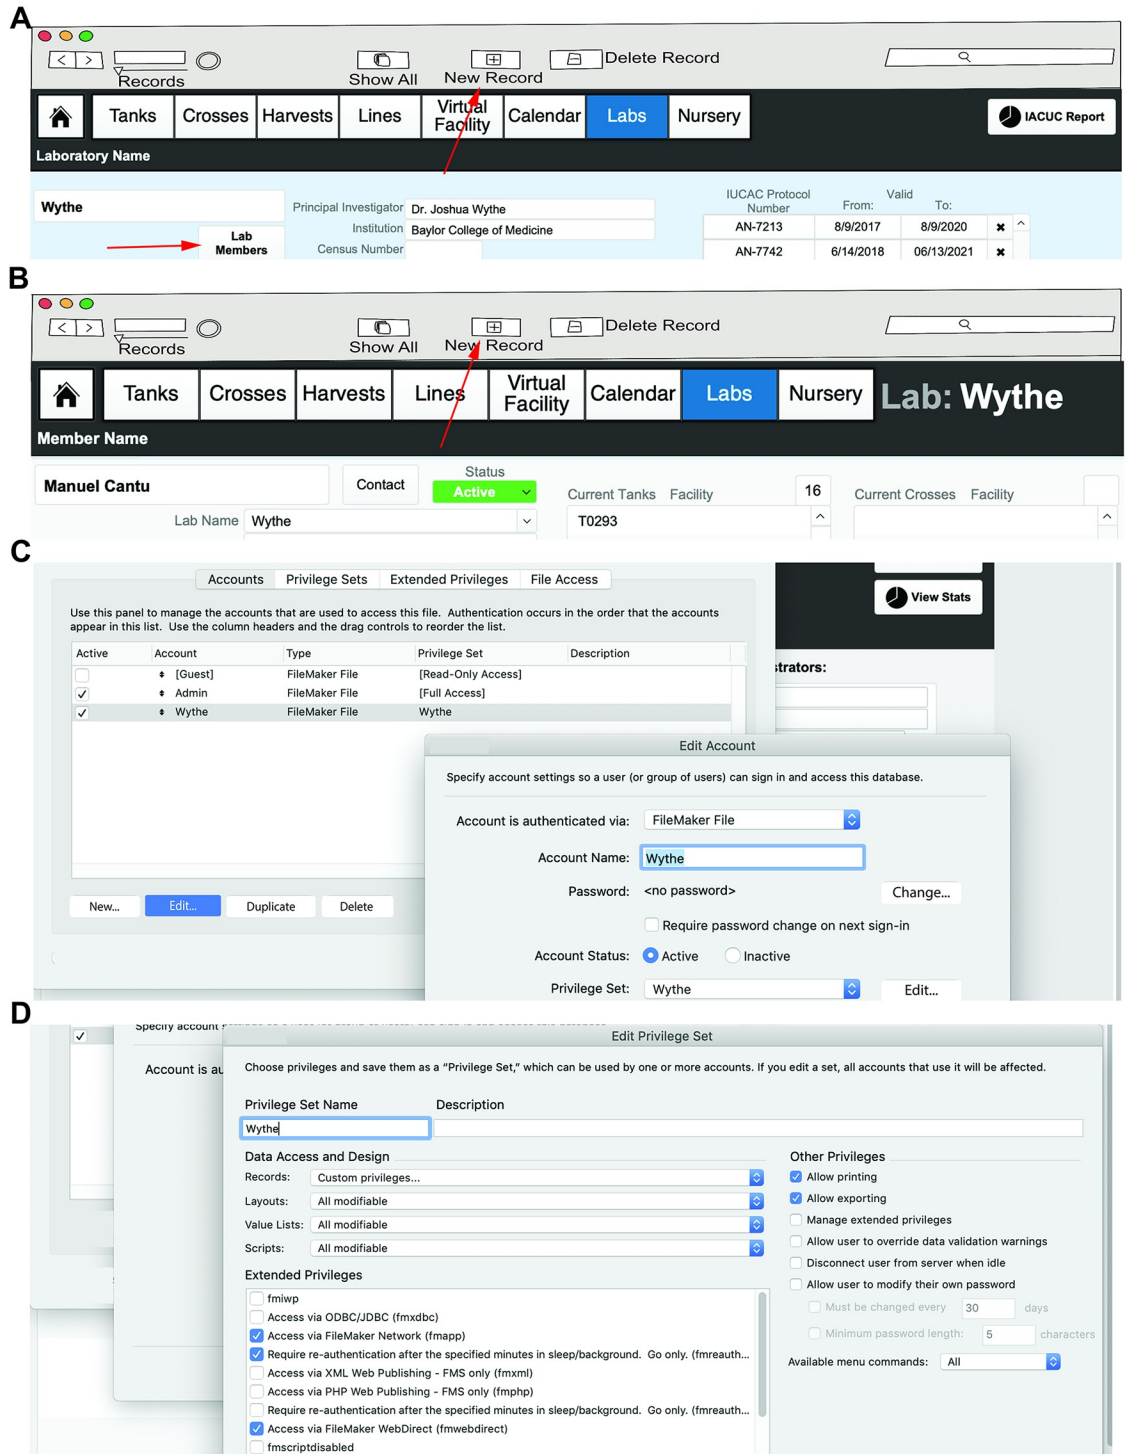 A
Records
Show All
New Record
Delete Record
Tanks
Crosses
Harvests
Lines
Virtual
Facility
Calendar
Labs
Nursery
IACUC Report
Laboratory Name
Wythe
Lab
Members
Principal Investigator Dr. Joshua Wythe
Institution Baylor College of Medicine
Census Number
IUCAC Protocol
Number
Valid
From: To:
AN-7213 8/9/2017 8/9/2020
AN-7742 6/14/2018 06/13/2021
B
Records
Show All
New Record
Delete Record
Tanks
Crosses
Harvests
Lines
Virtual
Facility
Calendar
Labs
Nursery
Lab: Wythe
Member Name
Manuel Cantu
Contact
Status
Active
Lab Name Wythe
Current Tanks Facility 16
T0293
Current Crosses Facility
C
Accounts Privilege Sets Extended Privileges File Access
Use this panel to manage the accounts that are used to access this file. Authentication occurs in the order that the accounts
appear in this list. Use the column headers and the drag controls to reorder the list.
Active Account Type Privilege Set Description
[Guest] FileMaker File [Read-Only Access]
Admin FileMaker File [Full Access]
Wythe FileMaker File Wythe
New... Edit... Duplicate Delete
View Stats
strators:
Edit Account
Specify account settings so a user (or group of users) can sign in and access this database.
Account is authenticated via: FileMaker File
Account Name: Wythe
Password: <no password> Change...
Require password change on next sign-in
Account Status: Active Inactive
Privilege Set: Wythe Edit...
D
Specify account
Account is au
Edit Privilege Set
Choose privileges and save them as a “Privilege Set,” which can be used by one or more accounts. If you edit a set, all accounts that use it will be affected.
Privilege Set Name Description
Wythe
Data Access and Design
Records: Custom privileges...
Layouts: All modifiable
Value Lists: All modifiable
Scripts: All modifiable
Extended Privileges
fmiwp
Access via ODBC/JDBC (fmxdbc)
Access via FileMaker Network (fmapp)
Require re-authentication after the specified minutes in sleep/background. Go only. (fmreauth...
Access via XML Web Publishing - FMS only (fmxml)
Access via PHP Web Publishing - FMS only (fmphp)
Require re-authentication after the specified minutes in sleep/background. Go only. (fmreauth...
Access via FileMaker WebDirect (fmwebdirect)
fmscriptdisabled
Other Privileges
Allow printing
Allow exporting
Manage extended privileges
Allow user to override data validation warnings
Disconnect user from server when idle
Allow user to modify their own password
Must be changed every 30 days
Minimum password length: 5 characters
Available menu commands: All